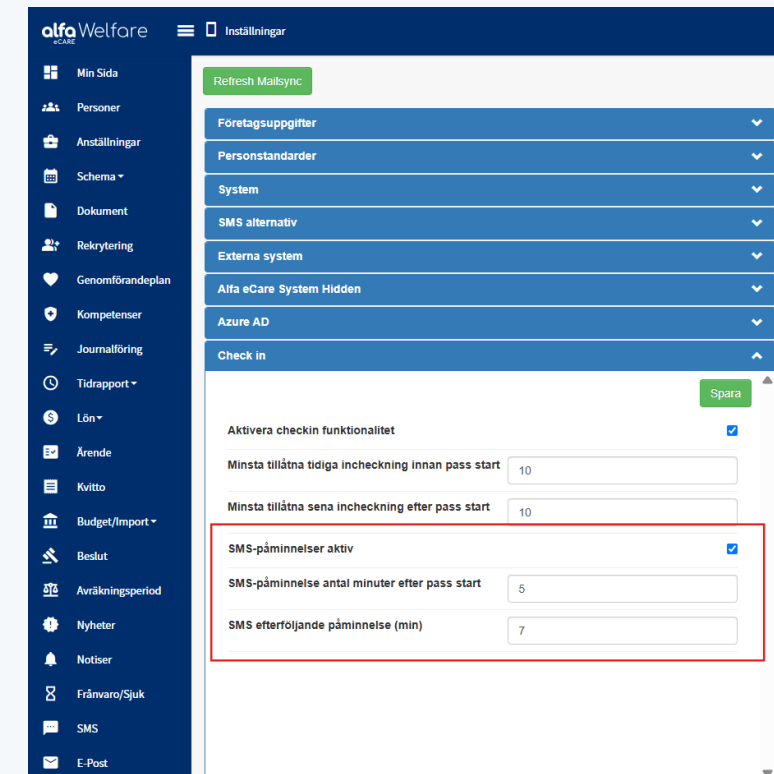 alfa Welfare
eCARE
Inställningar
Min Sida
Personer
Anställningar
Schema
Dokument
Rekrytering
Genomförandeplan
Kompetenser
Journalföring
Tidrapport
Lön
Ärende
Kvitto
Budget/Import
Beslut
Avräkningsperiod
Nyheter
Notiser
Frånvaro/Sjuk
SMS
E-Post
Refresh Mailsync
Företagsuppgifter
Personstandarder
System
SMS alternativ
Externa system
Alfa eCare System Hidden
Azure AD
Check in
Spara
Aktivera checkin funktionalitet
Minsta tillåtna tidiga incheckning innan pass start 10
Minsta tillåtna sena incheckning efter pass start 10
SMS-påminnelser aktiv
SMS-påminnelse antal minuter efter pass start 5
SMS efterföljande påminnelse (min) 7